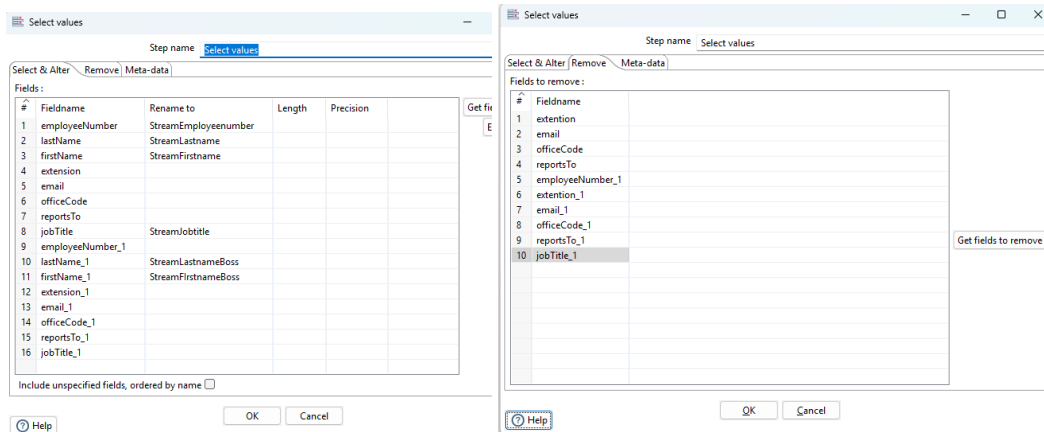 Select values
Step name Select values
Select & Alter Remove Meta-data
Fields :
# Fieldname Rename to Length Precision
Get fie
1 employeeNumber StreamEmployeenumber
E
2 lastName StreamLastname
3 firstName StreamFirstname
4 extension
5 email
6 officeCode
7 reportsTo
8 jobTitle StreamJobtitle
9 employeeNumber_1
10 lastName_1 StreamLastnameBoss
11 firstName_1 StreamFIrstnameBoss
12 extension_1
13 email_1
14 officeCode_1
15 reportsTo_1
16 jobTitle_1
Include unspecified fields, ordered by name
OK Cancel
Help
Select values
Step name Select values
Select & Alter Remove Meta-data
Fields to remove :
# Fieldname
1 extention
2 email
3 officeCode
4 reportsTo
5 employeeNumber_1
6 extention_1
7 email_1
8 officeCode_1
9 reportsTo_1
Get fields to remove
10 jobTitle_1
OK Cancel
Help